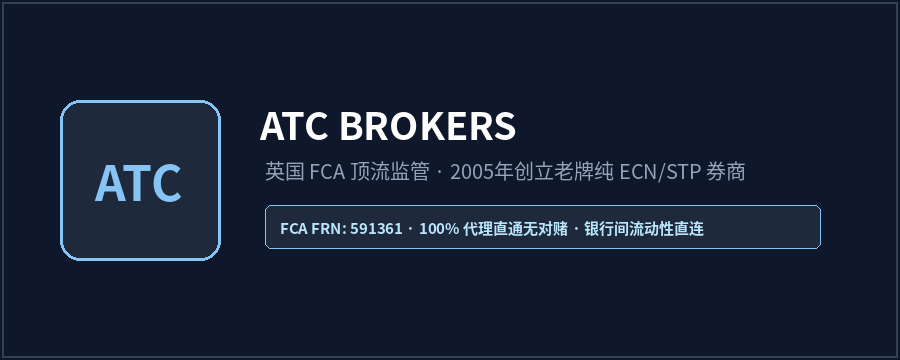 ATC
ATC BROKERS
英国 FCA 顶流监管 · 2005年创立老牌纯 ECN/STP 券商
FCA FRN: 591361 · 100% 代理直通无对赌 · 银行间流动性直连